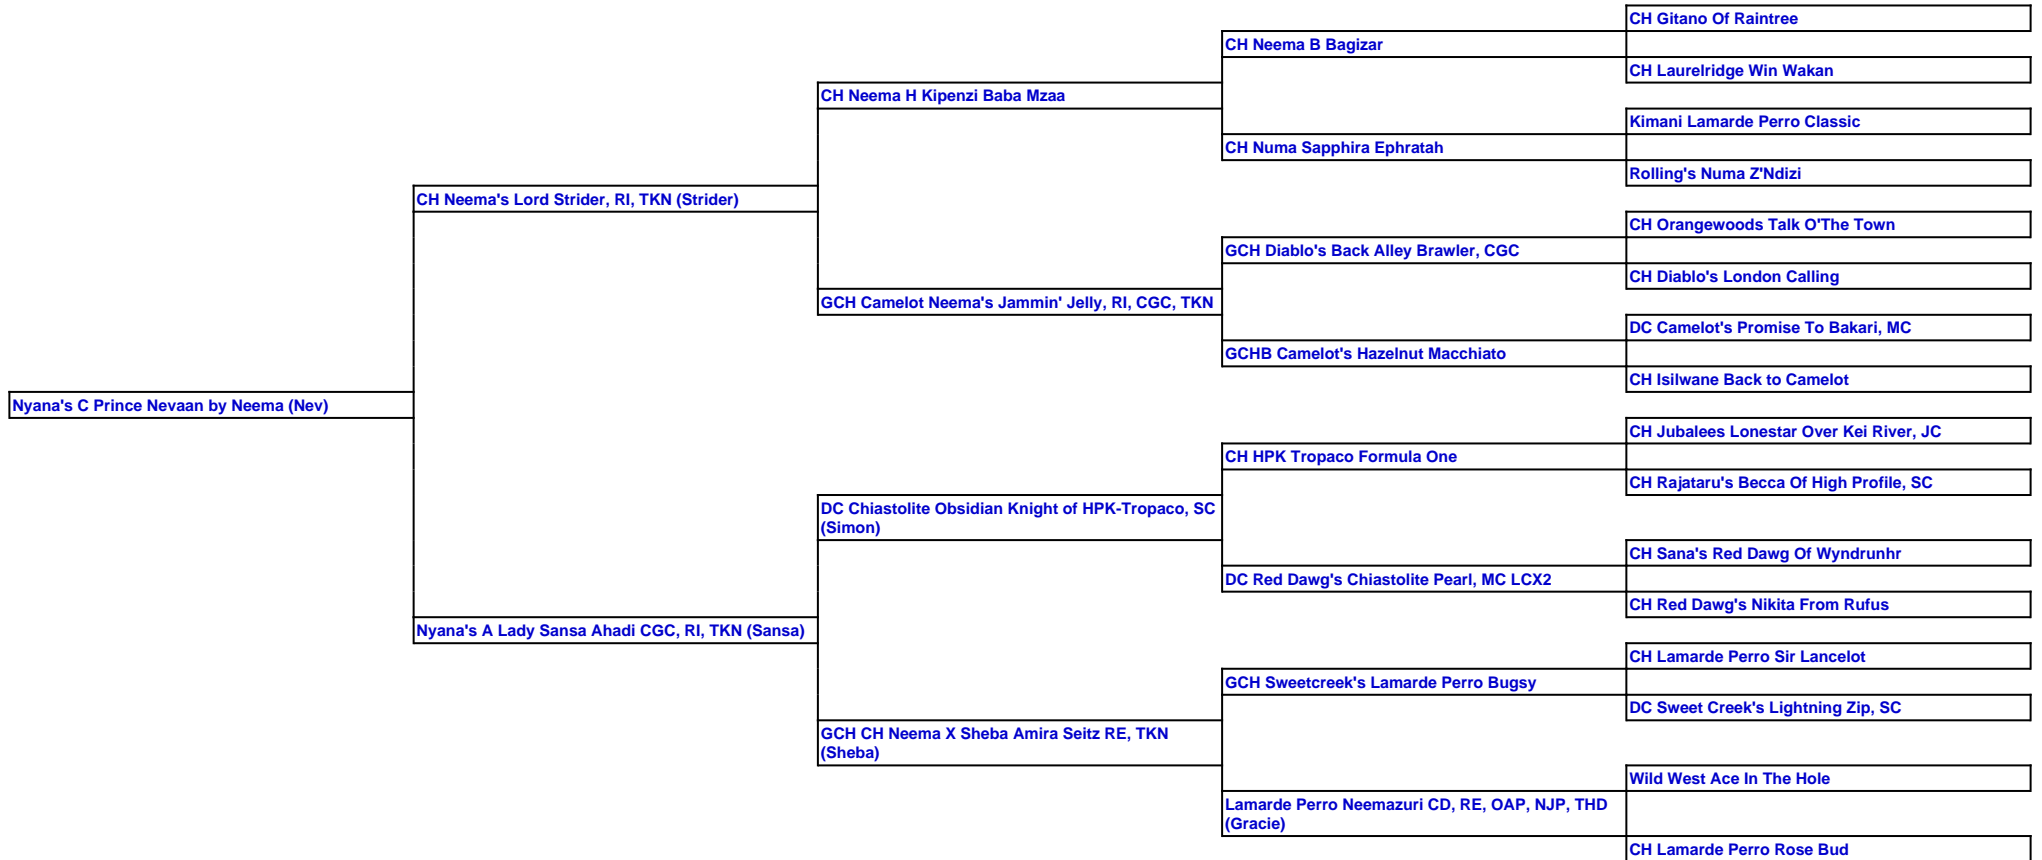 CH Gitano Of Raintree
CH Neema B Bagizar
CH Laurelridge Win Wakan
CH Neema H Kipenzi Baba Mzaa
Kimani Lamarde Perro Classic
CH Numa Sapphira Ephratah
Rolling's Numa Z'Ndizi
CH Neema's Lord Strider, RI, TKN (Strider)
CH Orangewoods Talk O'The Town
GCH Diablo's Back Alley Brawler, CGC
CH Diablo's London Calling
GCH Camelot Neema's Jammin' Jelly, RI, CGC, TKN
DC Camelot's Promise To Bakari, MC
GCHB Camelot's Hazelnut Macchiato
CH Isilwane Back to Camelot
Nyana's C Prince Nevaan by Neema (Nev)
CH Jubalees Lonestar Over Kei River, JC
CH HPK Tropaco Formula One
CH Rajataru's Becca Of High Profile, SC
DC Chiastolite Obsidian Knight of HPK-Tropaco, SC
(Simon)
CH Sana's Red Dawg Of Wyndrunhr
DC Red Dawg's Chiastolite Pearl, MC LCX2
CH Red Dawg's Nikita From Rufus
Nyana's A Lady Sansa Ahadi CGC, RI, TKN (Sansa)
CH Lamarde Perro Sir Lancelot
GCH Sweetcreek's Lamarde Perro Bugsy
DC Sweet Creek's Lightning Zip, SC
GCH CH Neema X Sheba Amira Seitz RE, TKN
(Sheba)
Wild West Ace In The Hole
Lamarde Perro Neemazuri CD, RE, OAP, NJP, THD
(Gracie)
CH Lamarde Perro Rose Bud